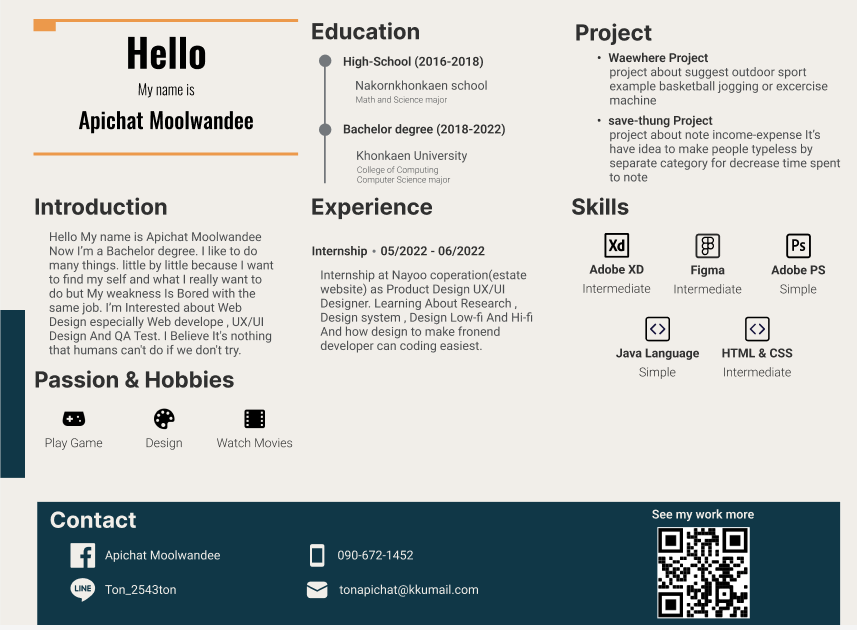 Hello
My name is
Apichat Moolwandee
Education
High-School (2016-2018)
Nakornkhonkaen school
Math and Science major
Bachelor degree (2018-2022)
Khonkaen University
College of Computing
Computer Science major
Project
• Waewhere Project
project about suggest outdoor sport
example basketball jogging or excercise
machine
• save-thung Project
project about note income-expense It's
have idea to make people typeless by
separate category for decrease time spent
to note
Introduction
Hello My name is Apichat Moolwandee
Now I'm a Bachelor degree. I like to do
many things. little by little because I want
to find my self and what I really want to
do but My weakness Is Bored with the
same job. I'm Interested about Web
Design especially Web develope , UX/UI
Design And QA Test. I Believe It's nothing
that humans can't do if we don't try.
Experience
Internship • 05/2022 - 06/2022
Internship at Nayoo coperation(estate
website) as Product Design UX/UI
Designer. Learning About Research ,
Design system , Design Low-fi And Hi-fi
And how design to make fronend
developer can coding easiest.
Skills
Xd
Ps
Adobe XD
Figma
Adobe PS
Intermediate
Intermediate
Simple
Java Language
HTML & CSS
Simple
Intermediate
Passion & Hobbies
Play Game
Design
Watch Movies
Contact
Apichat Moolwandee
090-672-1452
LINE
Ton_2543ton
tonapichat@kkumail.com
See my work more